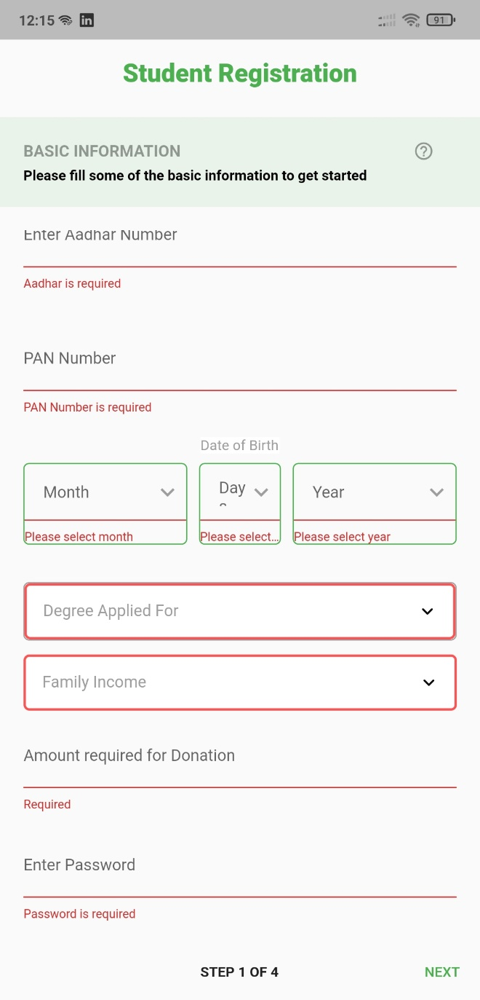 12:15
in
91
Student Registration
BASIC INFORMATION
?
Please fill some of the basic information to get started
Enter Aadhar Number
Aadhar is required
PAN Number
PAN Number is required
Date of Birth
Month
Day
Year
Please select month
Please select...
Please select year
Degree Applied For
Family Income
Amount required for Donation
Required
Enter Password
Password is required
STEP 1 OF 4
NEXT